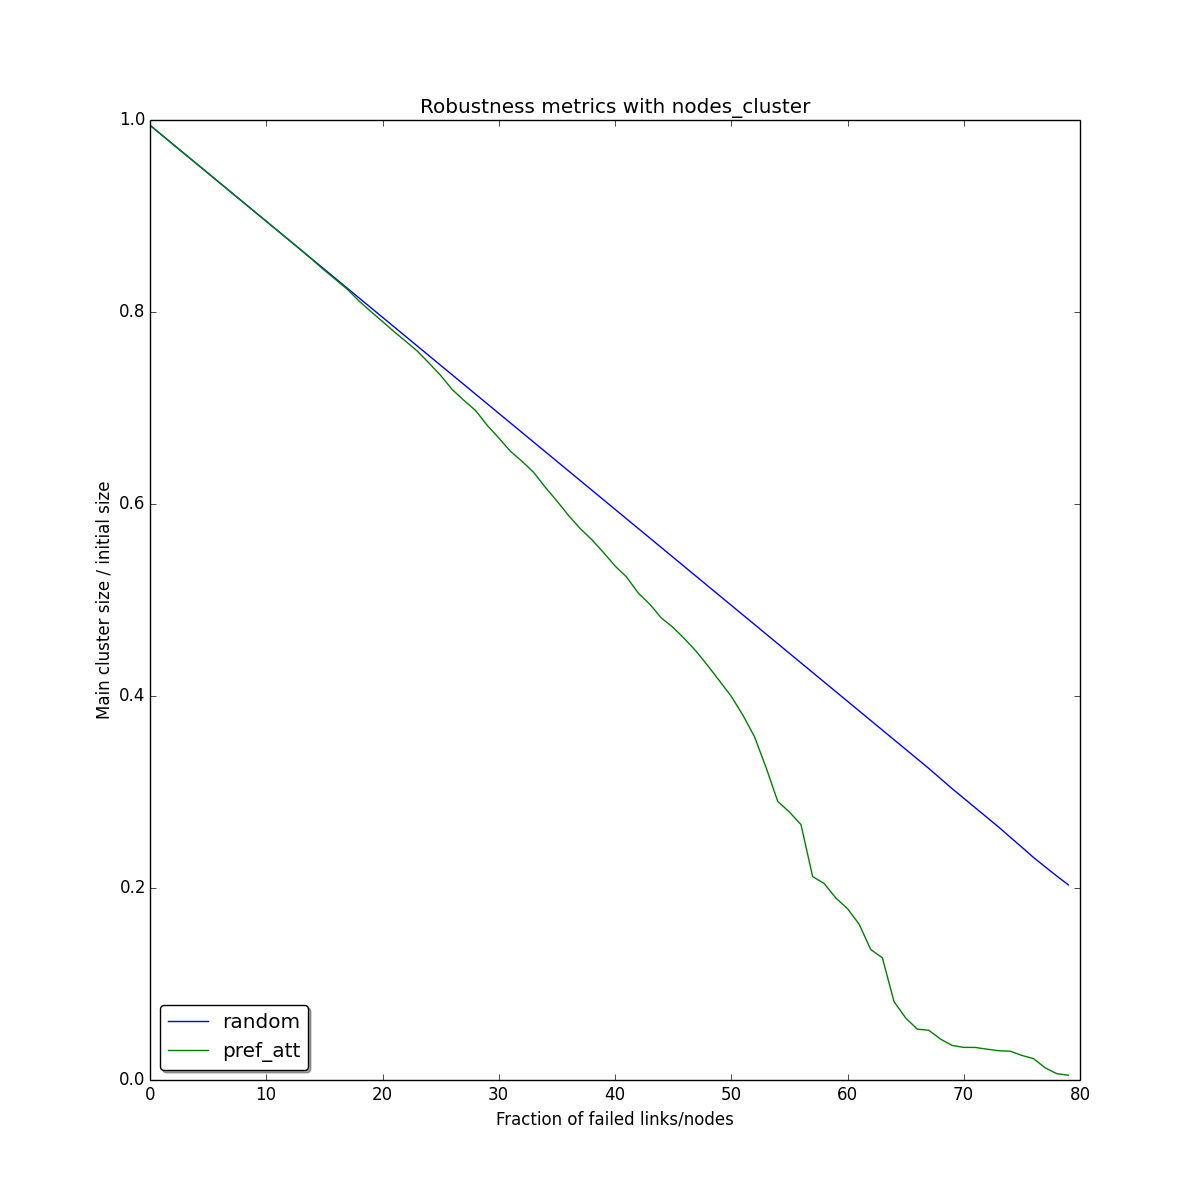 Robustness metrics with nodes_cluster
1.0
0.8
0.6
0.4
0.2
0.0
Main cluster size / initial size
random
pref_att
0 10 20 30 40 50 60 70 80
Fraction of failed links/nodes